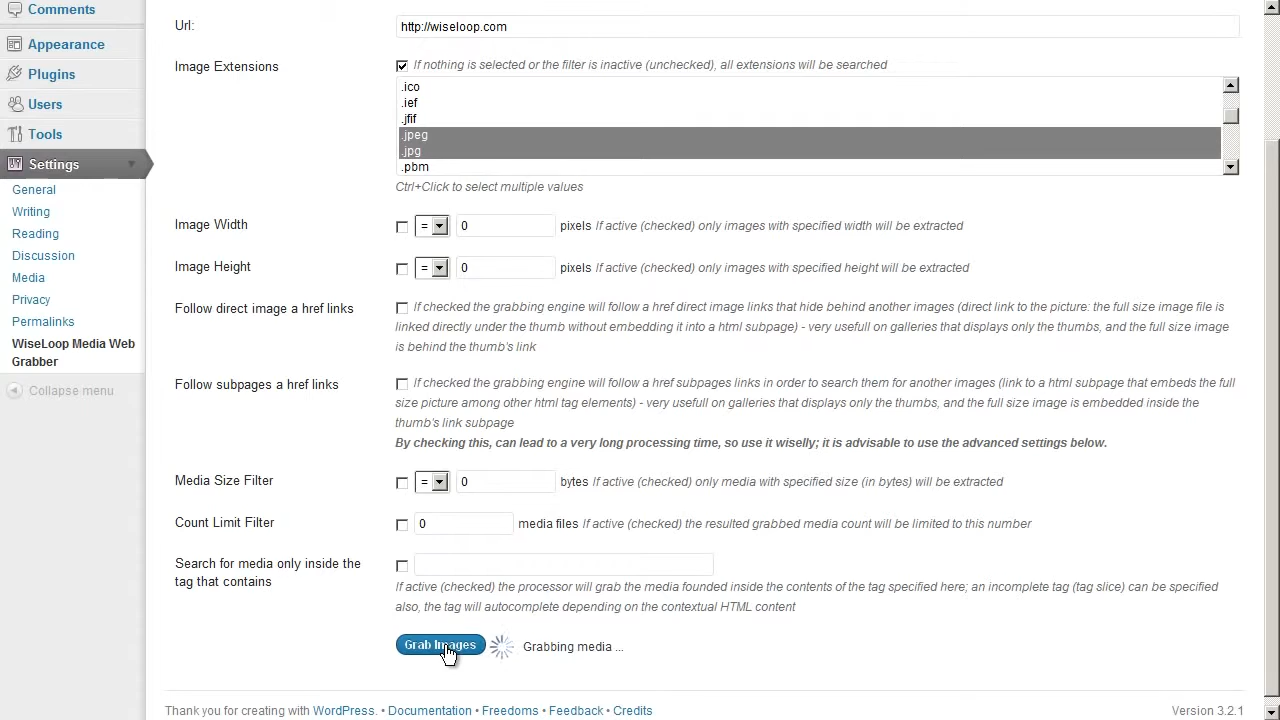 Comments
Appearance
Plugins
Users
Tools
Settings
General
Writing
Reading
Discussion
Media
Privacy
Permalinks
WiseLoop Media Web
Grabber
Collapse menu
Url:
http://wiseloop.com
Image Extensions
If nothing is selected or the filter is inactive (unchecked), all extensions will be searched
.ico
.ief
.jfif
.jpeg
.jpg
.pbm
Ctrl+Click to select multiple values
Image Width
= 0 pixels If active (checked) only images with specified width will be extracted
Image Height
= 0 pixels If active (checked) only images with specified height will be extracted
Follow direct image a href links
If checked the grabbing engine will follow a href direct image links that hide behind another images (direct link to the picture: the full size image file is
linked directly under the thumb without embedding it into a html subpage) - very usefull on galleries that displays only the thumbs, and the full size image
is behind the thumb's link
Follow subpages a href links
If checked the grabbing engine will follow a href subpages links in order to search them for another images (link to a html subpage that embeds the full
size picture among other html tag elements) - very usefull on galleries that displays only the thumbs, and the full size image is embedded inside the
thumb's link subpage
By checking this, can lead to a very long processing time, so use it wiselly; it is advisable to use the advanced settings below.
Media Size Filter
= 0 bytes If active (checked) only media with specified size (in bytes) will be extracted
Count Limit Filter
0 media files If active (checked) the resulted grabbed media count will be limited to this number
Search for media only inside the
tag that contains
If active (checked) the processor will grab the media founded inside the contents of the tag specified here; an incomplete tag (tag slice) can be specified
also, the tag will autocomplete depending on the contextual HTML content
Grab Images Grabbing media ...
Thank you for creating with WordPress. • Documentation • Freedoms • Feedback • Credits
Version 3.2.1